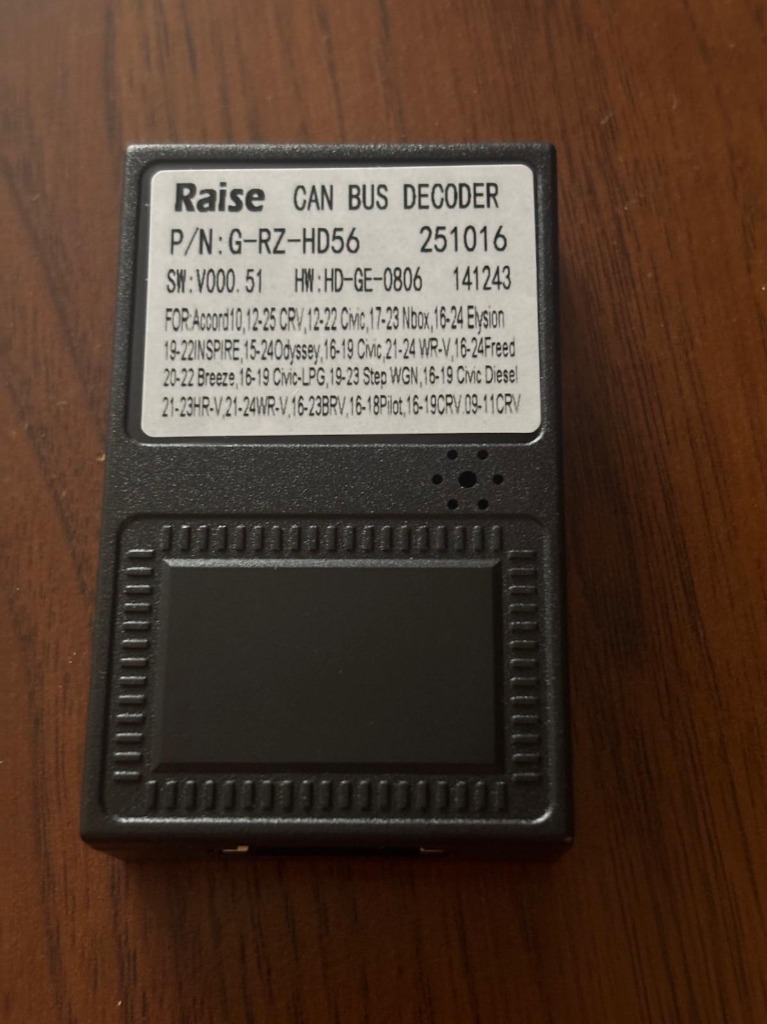 Raise CAN BUS DECODER
P/N:G-RZ-HD56 251016
SW:V000.51 HW:HD-GE-0806 141243
FOR:Accord10,12-25 CRV,12-22 Civic,17-23 Nbox,16-24 Elysion
19-22INSPIRE,15-24Odyssey,16-19 Civic,21-24 WR-V,16-24Freed
20-22 Breeze,16-19 Civic-LPG,19-23 Step WGN,16-19 Civic Diesel
21-23HR-V,21-24WR-V,16-23BRV,16-18Pilot,16-19CRV.09-11CRV